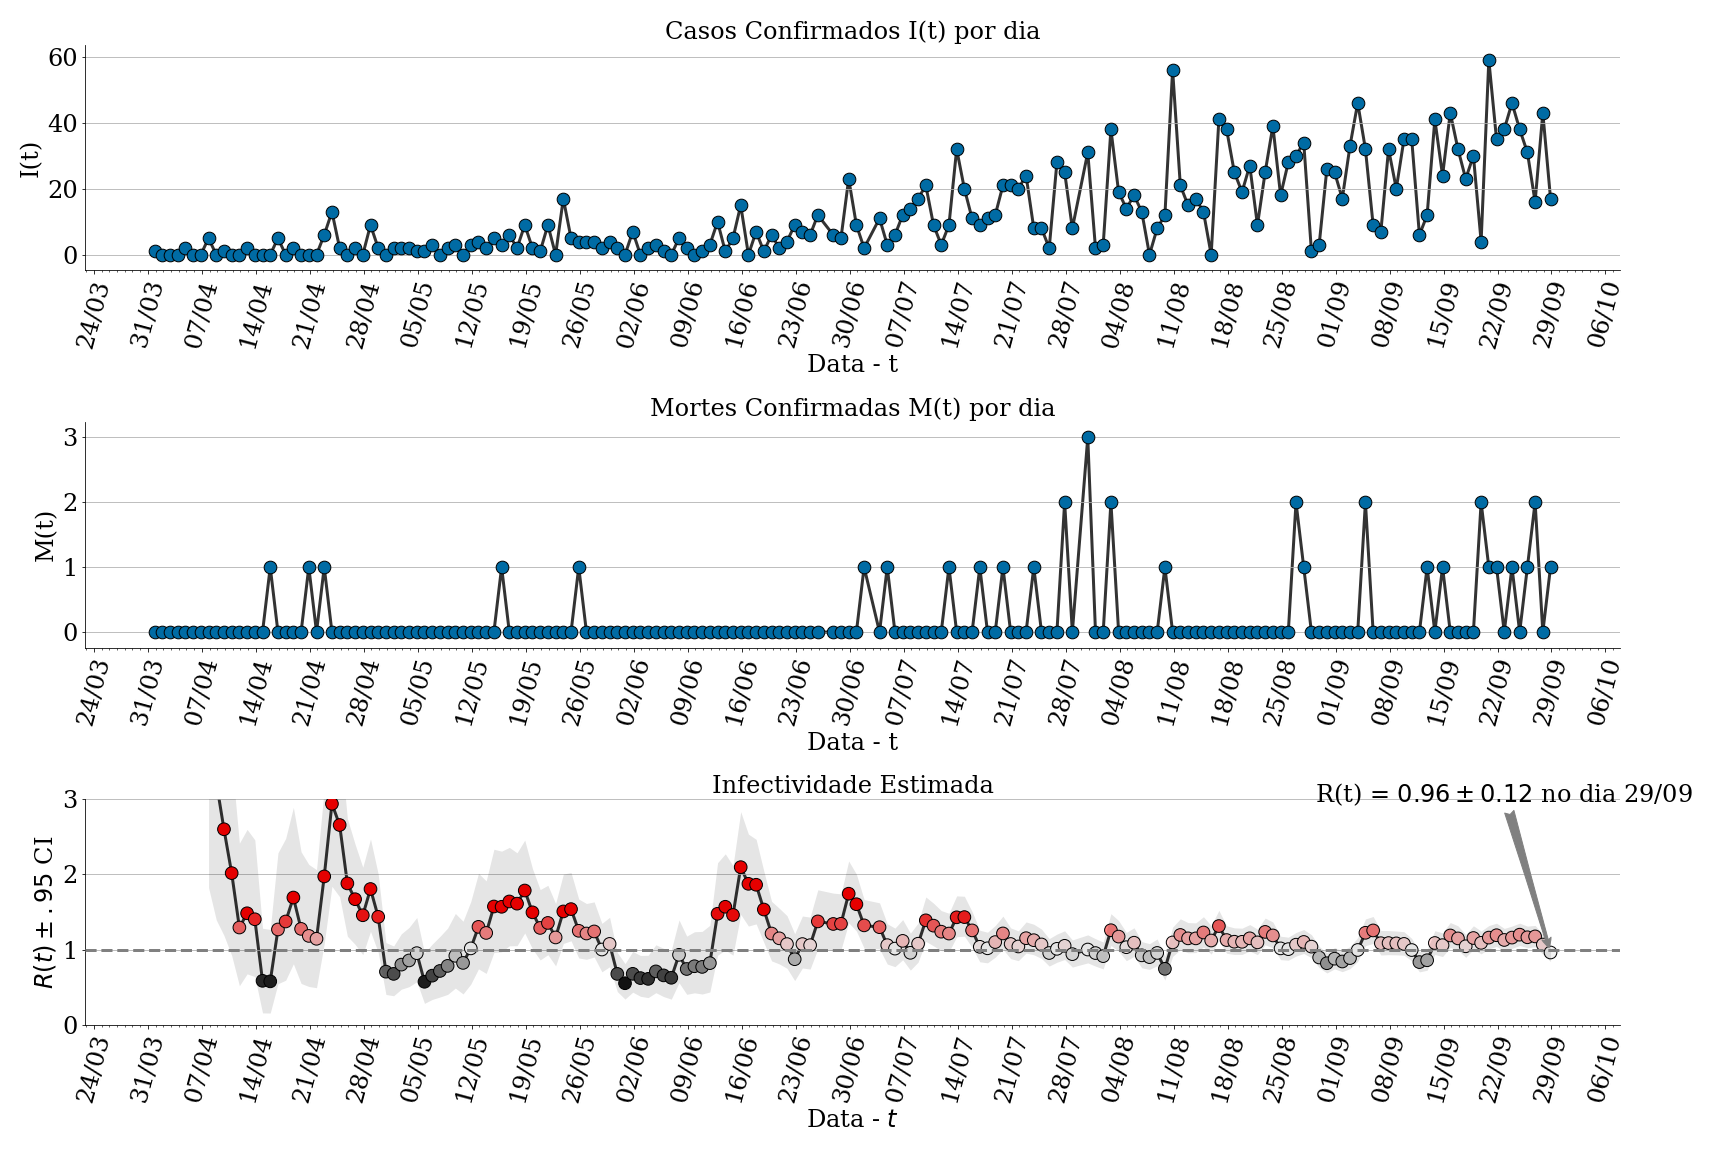 Casos Confirmados I(t) por dia
I(t)
60
40
20
0
24/03 31/03 07/04 14/04 21/04 28/04 05/05 12/05 19/05 26/05 02/06 09/06 16/06 23/06 30/06 07/07 14/07 21/07 28/07 04/08 11/08 18/08 25/08 01/09 08/09 15/09 22/09 29/09 06/10
Data - t
Mortes Confirmadas M(t) por dia
M(t)
3
2
1
0
24/03 31/03 07/04 14/04 21/04 28/04 05/05 12/05 19/05 26/05 02/06 09/06 16/06 23/06 30/06 07/07 14/07 21/07 28/07 04/08 11/08 18/08 25/08 01/09 08/09 15/09 22/09 29/09 06/10
Data - t
Infectividade Estimada
R(t) = 0.96 ± 0.12 no dia 29/09
R(t) ± .95 CI
3
2
1
0
24/03 31/03 07/04 14/04 21/04 28/04 05/05 12/05 19/05 26/05 02/06 09/06 16/06 23/06 30/06 07/07 14/07 21/07 28/07 04/08 11/08 18/08 25/08 01/09 08/09 15/09 22/09 29/09 06/10
Data - t